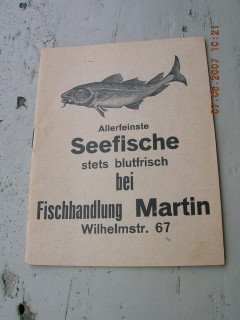 Allerfeinste
Seefische
stets blutfrisch
bei
Fischhandlung Martin
Wilhelmstr. 67